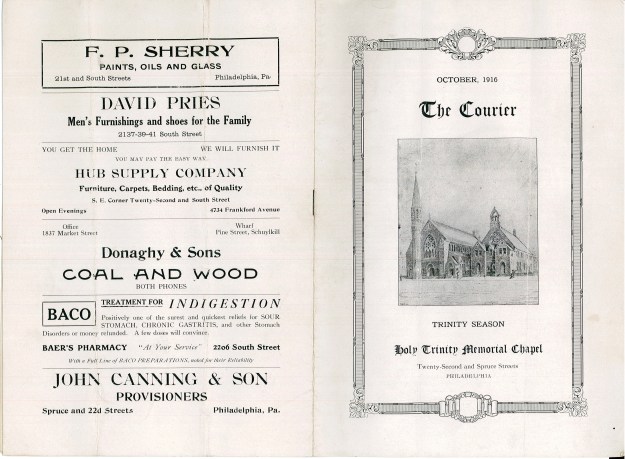 F. P. SHERRY
PAINTS, OILS AND GLASS
21st and South Streets Philadelphia, Pa.
DAVID PRIES
Men's Furnishings and shoes for the Family
2137-39-41 South Street
YOU GET THE HOME WE WILL FURNISH IT
YOU MAY PAY THE EASY WAY.
HUB SUPPLY COMPANY
Furniture, Carpets, Bedding, etc., of Quality
S. E. Corner Twenty-Second and South Street
Open Evenings 4734 Frankford Avenue
Office Wharf
1837 Market Street Pine Street, Schuylkill
Donaghy & Sons
COAL AND WOOD
BOTH PHONES
BACO
TREATMENT FOR INDIGESTION
Positively one of the surest and quickest reliefs for SOUR
STOMACH, CHRONIC GASTRITIS, and other Stomach
Disorders or money refunded. A few doses will convince.
BAER'S PHARMACY "At Your Service" 2206 South Street
With a Full Line of BACO PREPARATIONS, noted for their Reliability
JOHN CANNING & SON
PROVISIONERS
Spruce and 22d Streets Philadelphia, Pa.
OCTOBER, 1916
The Courier
TRINITY SEASON
Holy Trinity Memorial Chapel
Twenty-Second and Spruce Streets
PHILADELPHIA